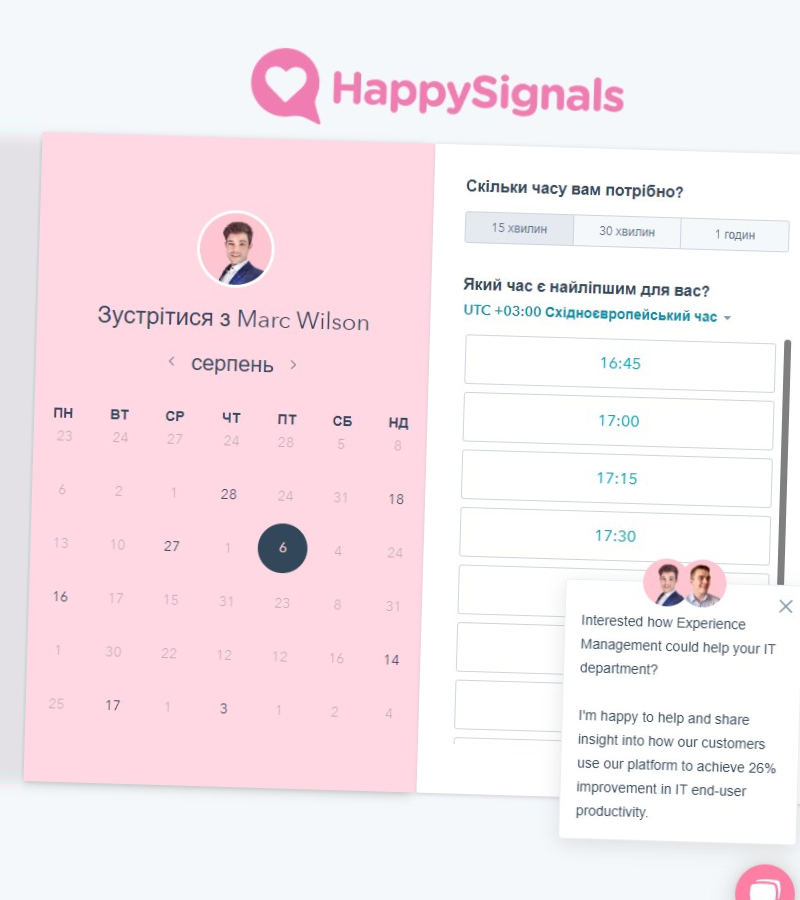 HappySignals
Зустрітися з Marc Wilson
серпень
ПН ВТ СР ЧТ ПТ СБ НД
23 24 27 24 28 5 8
6 2 1 28 24 31 18
13 10 27 1 6 4 24
16 17 15 31 23 8 31
1 30 22 12 12 16 14
25 17 1 3 1 2 4
Скільки часу вам потрібно?
15 хвилин 30 хвилин 1 годин
Який час є найліпшим для вас?
UTC +03:00 Східноєвропейський час
16:45
17:00
17:15
17:30
Interested how Experience
Management could help your IT
department?
I'm happy to help and share
insight into how our customers
use our platform to achieve 26%
improvement in IT end-user
productivity.